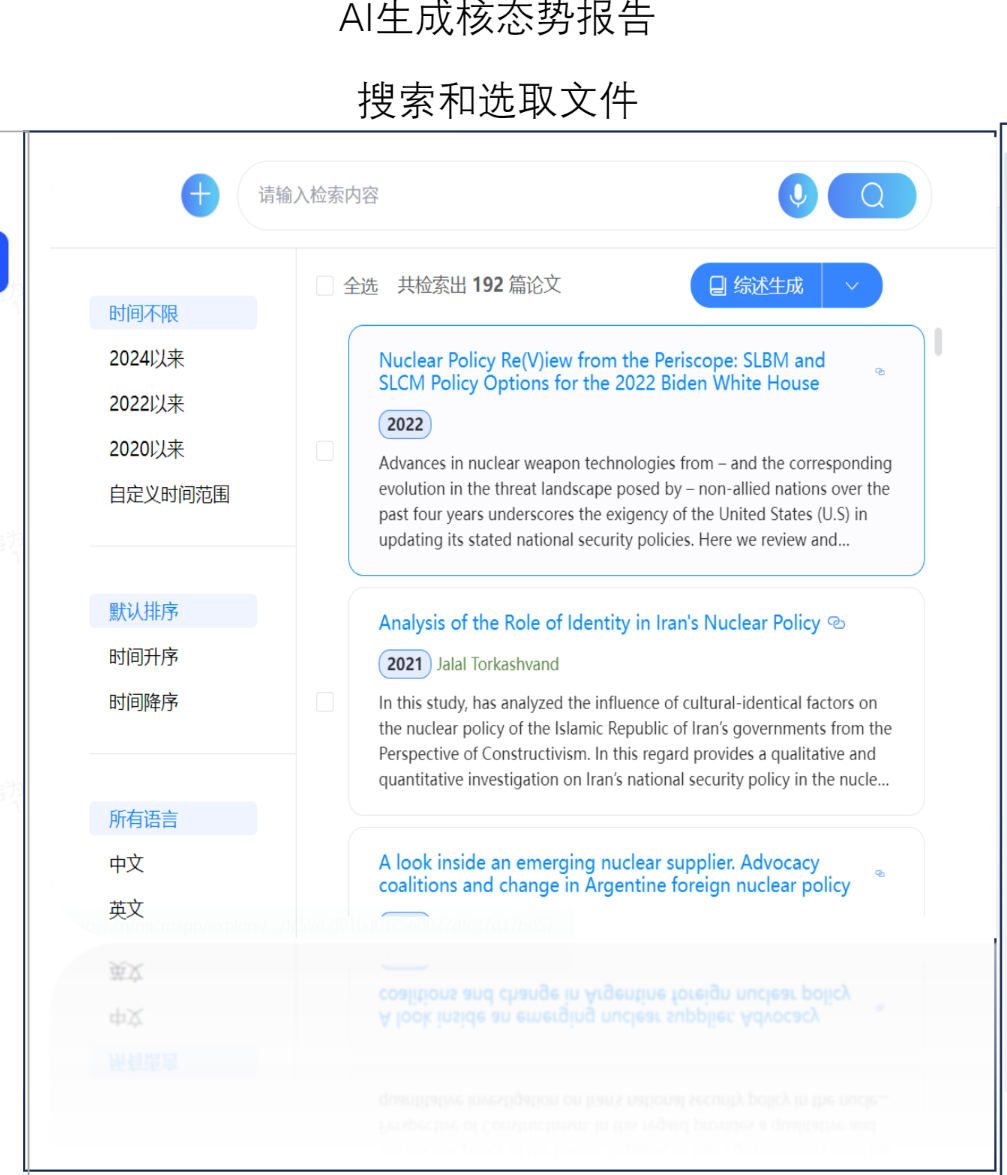 AI生成核态势报告
搜索和选取文件
请输入检索内容
时间不限
2024以来
2022以来
2020以来
自定义时间范围
默认排序
时间升序
时间降序
所有语言
中文
英文
全选 共检索出 192 篇论文
综述生成
Nuclear Policy Re(V)iew from the Periscope: SLBM and
SLCM Policy Options for the 2022 Biden White House
2022
Advances in nuclear weapon technologies from – and the corresponding
evolution in the threat landscape posed by – non-allied nations over the
past four years underscores the exigency of the United States (U.S) in
updating its stated national security policies. Here we review and...
Analysis of the Role of Identity in Iran's Nuclear Policy
2021 Jalal Torkashvand
In this study, has analyzed the influence of cultural-identical factors on
the nuclear policy of the Islamic Republic of Iran's governments from the
Perspective of Constructivism. In this regard provides a qualitative and
quantitative investigation on Iran's national security policy in the nucle...
A look inside an emerging nuclear supplier. Advocacy
coalitions and change in Argentine foreign nuclear policy